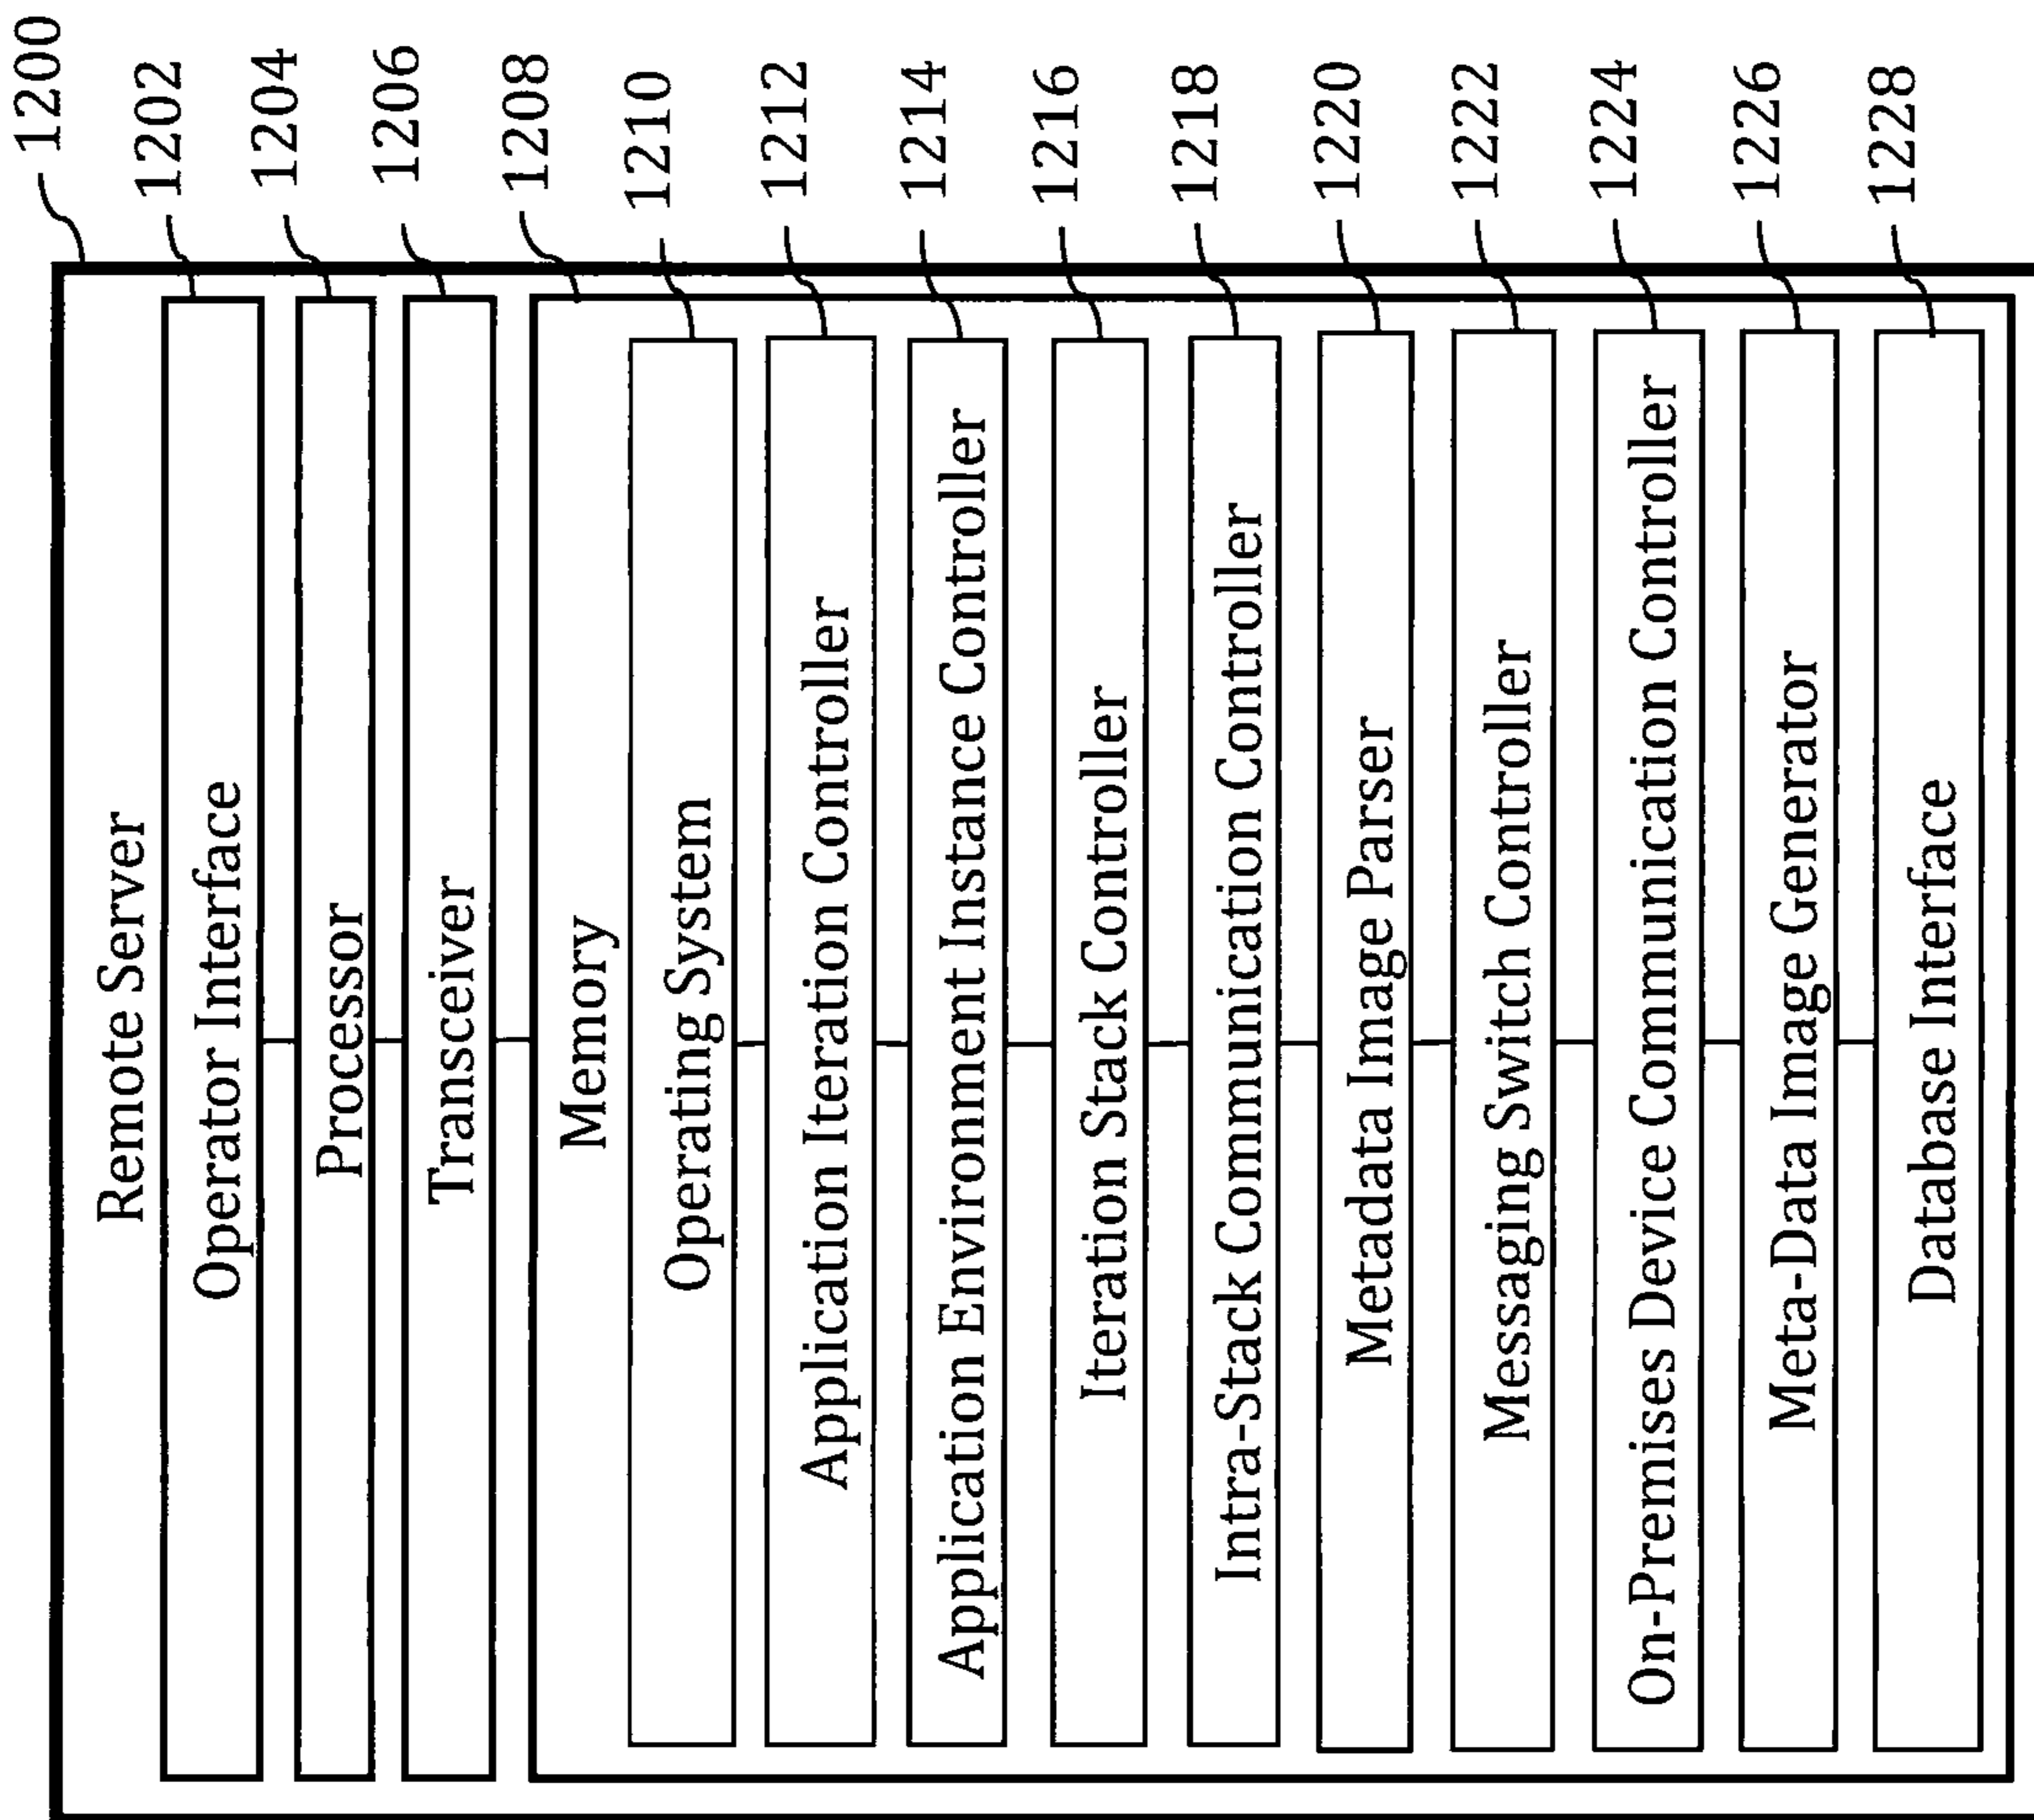 1200
Remote Server
Operator Interface
1202
Processor
1204
Transceiver
1206
Memory
1208
Operating System
1210
Application Iteration Controller
1212
Application Environment Instance Controller
1214
Iteration Stack Controller
1216
Intra-Stack Communication Controller
1218
Metadata Image Parser
1220
Messaging Switch Controller
1222
On-Premises Device Communication Controller
1224
Meta-Data Image Generator
1226
Database Interface
1228